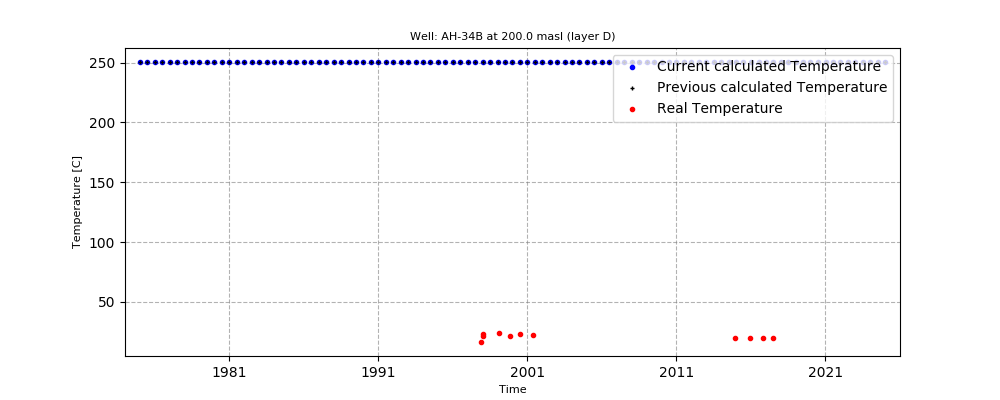 Well: AH-34B at 200.0 masl (layer D)
250
200
150
100
50
Temperature [C]
Current calculated Temperature
Previous calculated Temperature
Real Temperature
1981
1991
2001
2011
2021
Time